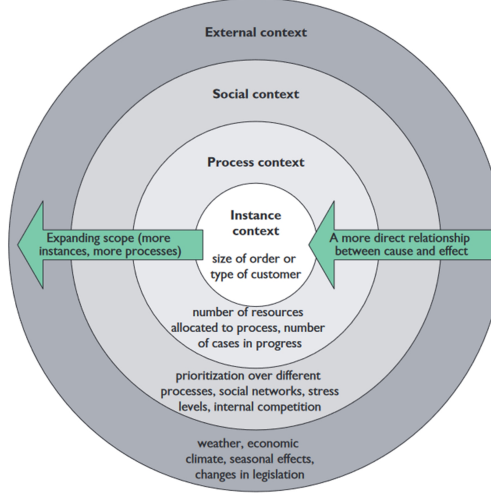 External context
Social context
Process context
Instance
context
size of order or
type of customer
Expanding scope (more
instances, more processes)
A more direct relationship
between cause and effect
number of resources
allocated to process, number
of cases in progress
prioritization over different
processes, social networks, stress
levels, internal competition
weather, economic
climate, seasonal effects,
changes in legislation